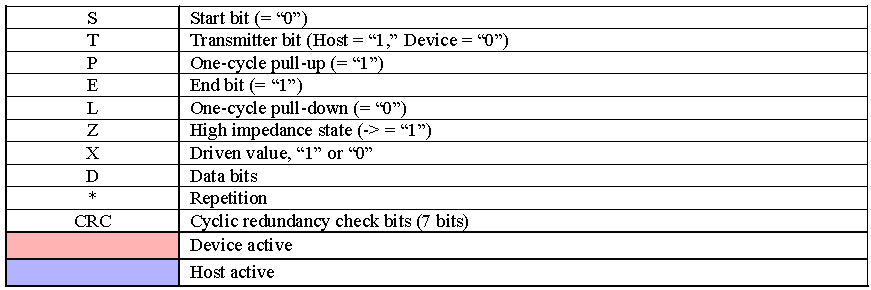 S Start bit (= “0”)
T Transmitter bit (Host = “1,” Device = “0”)
P One-cycle pull-up (= “1”)
E End bit (= “1”)
L One-cycle pull-down (= “0”)
Z High impedance state (-> = “1”)
X Driven value, “1” or “0”
D Data bits
* Repetition
CRC Cyclic redundancy check bits (7 bits)
Device active
Host active